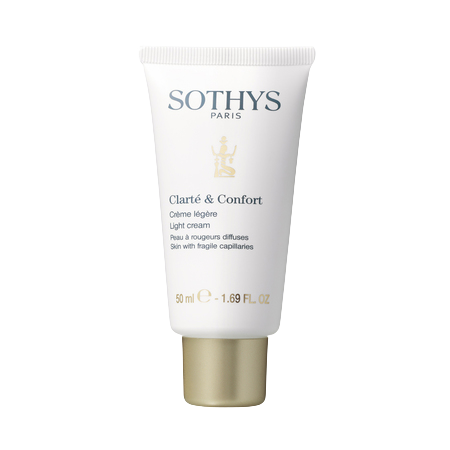 SOTHYS
PARIS
Clarté & Confort
Crème légère
Light cream
Peau à rougeurs diffuses
Skin with fragile capillaries
50 ml ℮ - 1.69 FL. OZ